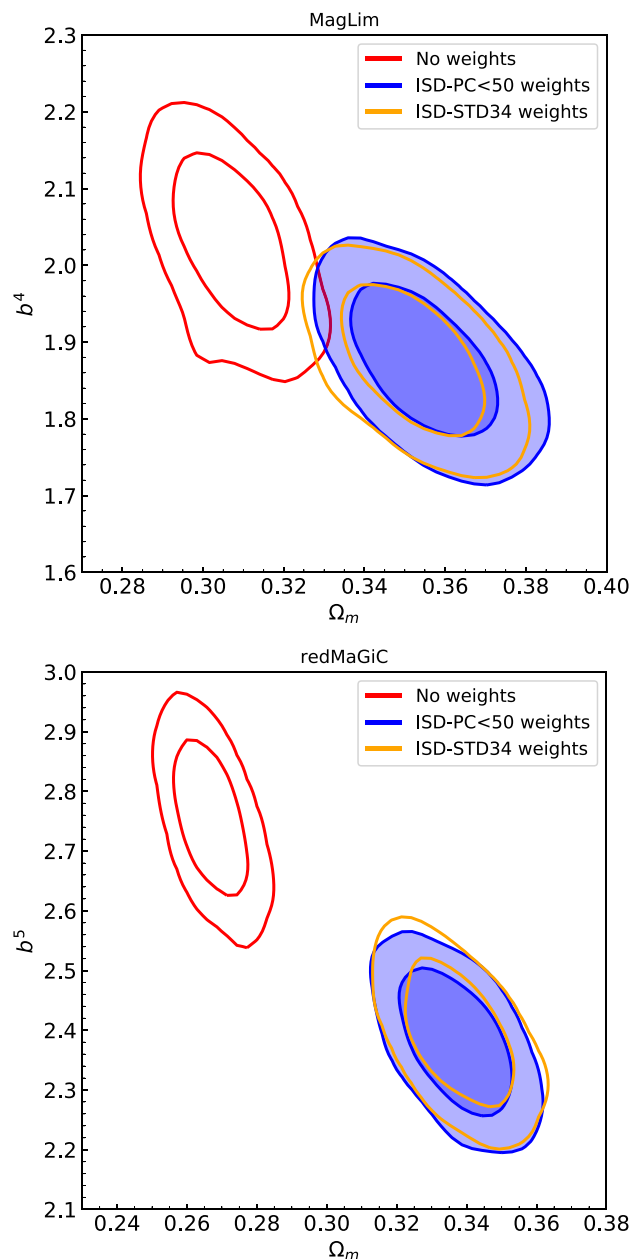 MagLim
2.3
2.2
2.1
2.0
1.9
1.8
1.7
1.6
b⁴
No weights
ISD-PC<50 weights
ISD-STD34 weights
0.28 0.30 0.32 0.34 0.36 0.38 0.40
Ωₘ
redMaGiC
3.0
2.9
2.8
2.7
2.6
2.5
2.4
2.3
2.2
2.1
b⁵
No weights
ISD-PC<50 weights
ISD-STD34 weights
0.24 0.26 0.28 0.30 0.32 0.34 0.36 0.38
Ωₘ